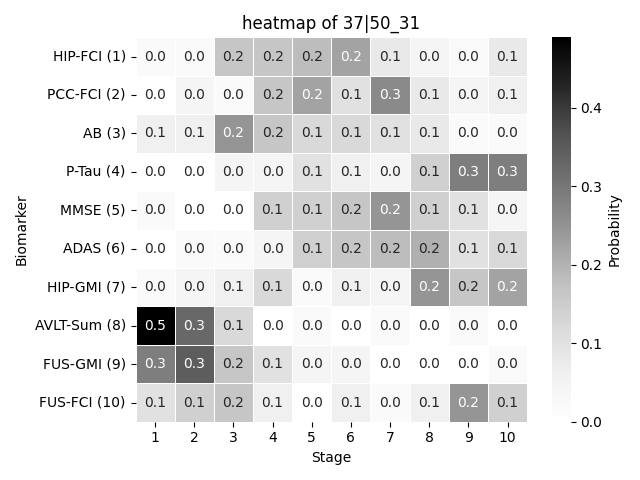 heatmap of 37|50_31
HIP-FCI (1) 0.0 0.0 0.2 0.2 0.2 0.2 0.1 0.0 0.0 0.1
PCC-FCI (2) 0.0 0.0 0.0 0.2 0.2 0.1 0.3 0.1 0.0 0.1
AB (3) 0.1 0.1 0.2 0.2 0.1 0.1 0.1 0.1 0.0 0.0
P-Tau (4) 0.0 0.0 0.0 0.0 0.1 0.1 0.0 0.1 0.3 0.3
MMSE (5) 0.0 0.0 0.0 0.1 0.1 0.2 0.2 0.1 0.1 0.0
ADAS (6) 0.0 0.0 0.0 0.0 0.1 0.2 0.2 0.2 0.1 0.1
HIP-GMI (7) 0.0 0.0 0.1 0.1 0.0 0.1 0.0 0.2 0.2 0.2
AVLT-Sum (8) 0.5 0.3 0.1 0.0 0.0 0.0 0.0 0.0 0.0 0.0
FUS-GMI (9) 0.3 0.3 0.2 0.1 0.0 0.0 0.0 0.0 0.0 0.0
FUS-FCI (10) 0.1 0.1 0.2 0.1 0.0 0.1 0.0 0.1 0.2 0.1
1 2 3 4 5 6 7 8 9 10
Stage
Biomarker
0.4
0.3
0.2
0.1
0.0
Probability